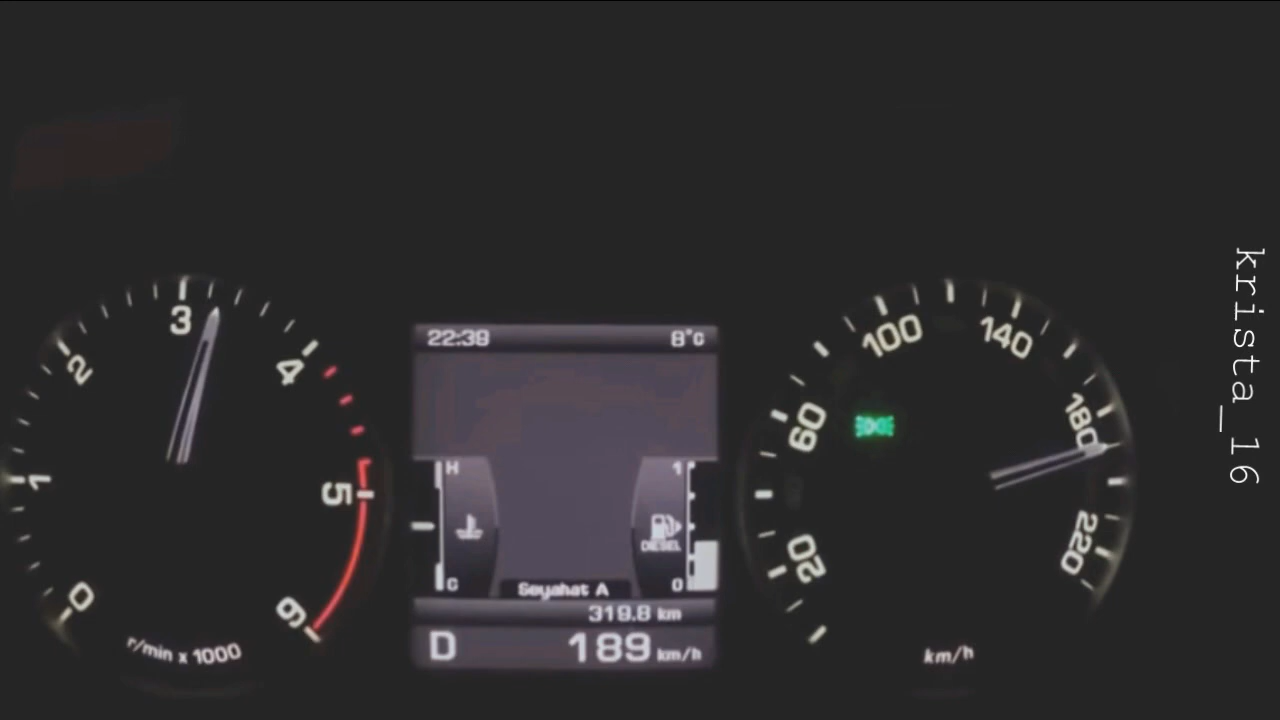 22:39
8°C
3
2
4
1
5
0
6
r/min x 1000
H
1
DIESEL
C
0
Seyahat A
319.8 km
D
189 km/h
100
140
60
180
20
220
km/h
krista_16